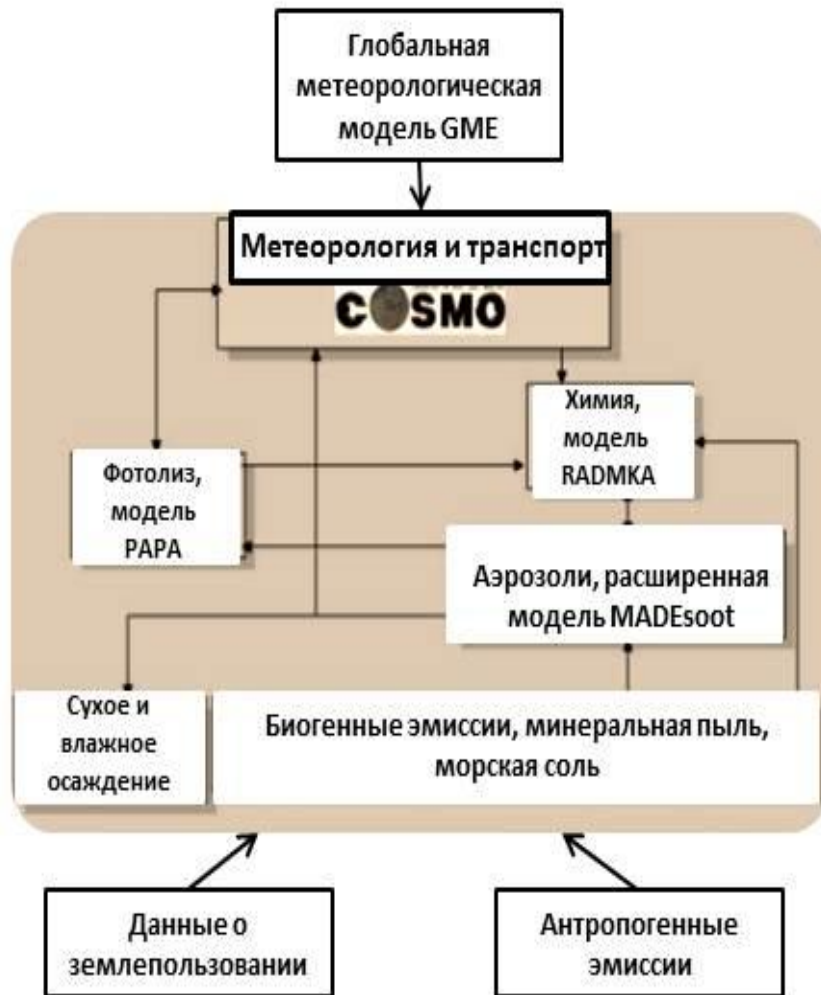 Глобальная
метеорологическая
модель GME
Метеорология и транспорт
COSMO
Химия,
модель
RADMKA
Фотолиз,
модель
PAPA
Аэрозоли, расширенная
модель MADEsoot
Сухое и
влажное
осаждение
Биогенные эмиссии, минеральная пыль,
морская соль
Данные о
землепользовании
Антропогенные
эмиссии